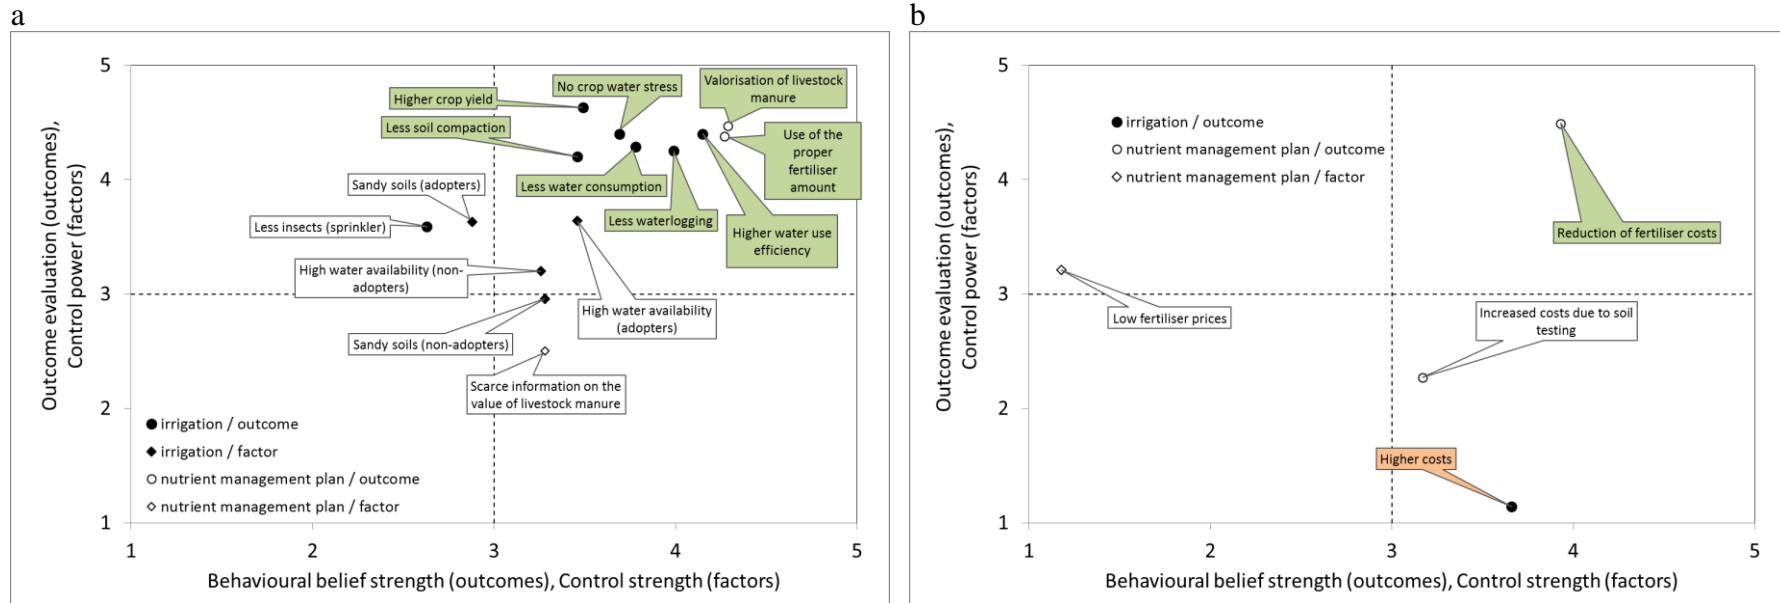 a
5
4
3
2
1
1
2
3
4
5
Outcome evaluation (outcomes),
Control power (factors)
Behavioural belief strength (outcomes), Control strength (factors)
Higher crop yield
No crop water stress
Valorisation of livestock
manure
Less soil compaction
Use of the
proper
fertiliser
amount
Sandy soils (adopters)
Less water consumption
Less insects (sprinkler)
Less waterlogging
Higher water use
efficiency
High water availability (non-
adopters)
High water availability
(adopters)
Sandy soils (non-adopters)
Scarce information on the
value of livestock manure
irrigation / outcome
irrigation / factor
nutrient management plan / outcome
nutrient management plan / factor
b
5
4
3
2
1
1
2
3
4
5
Outcome evaluation (outcomes),
Control power (factors)
Behavioural belief strength (outcomes), Control strength (factors)
irrigation / outcome
nutrient management plan / outcome
nutrient management plan / factor
Reduction of fertiliser costs
Low fertiliser prices
Increased costs due to soil
testing
Higher costs